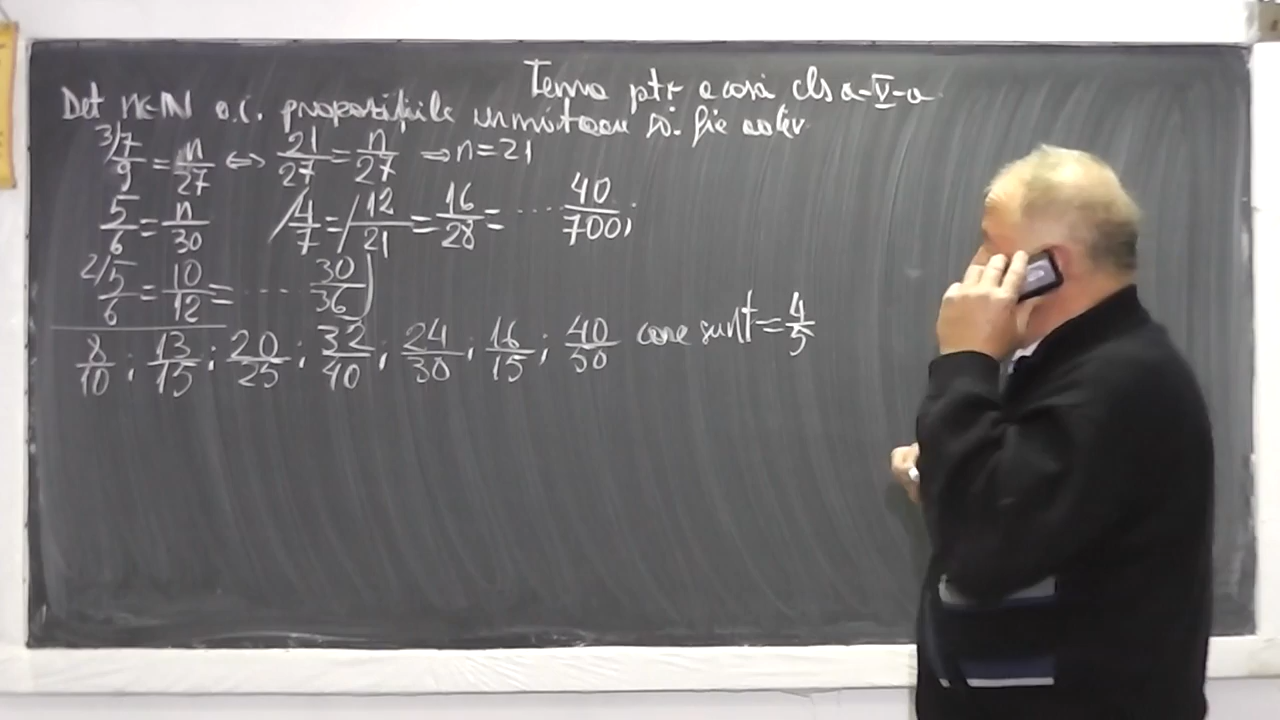 Tema ptr acasă cls a-V-a
Det n∈N a.î. propozițiile următoare să fie adev.
3/7/9 = n/27 ⇔ 21/27 = n/27 ⇒ n=21
5/6 = n/30 4/7 = 12/21 = 16/28 = .... 40/700;
2/5/6 = 10/12 = .... 30/36)
8/10; 13/15; 20/25; 32/40; 24/30; 16/15; 40/50 care sunt = 4/5